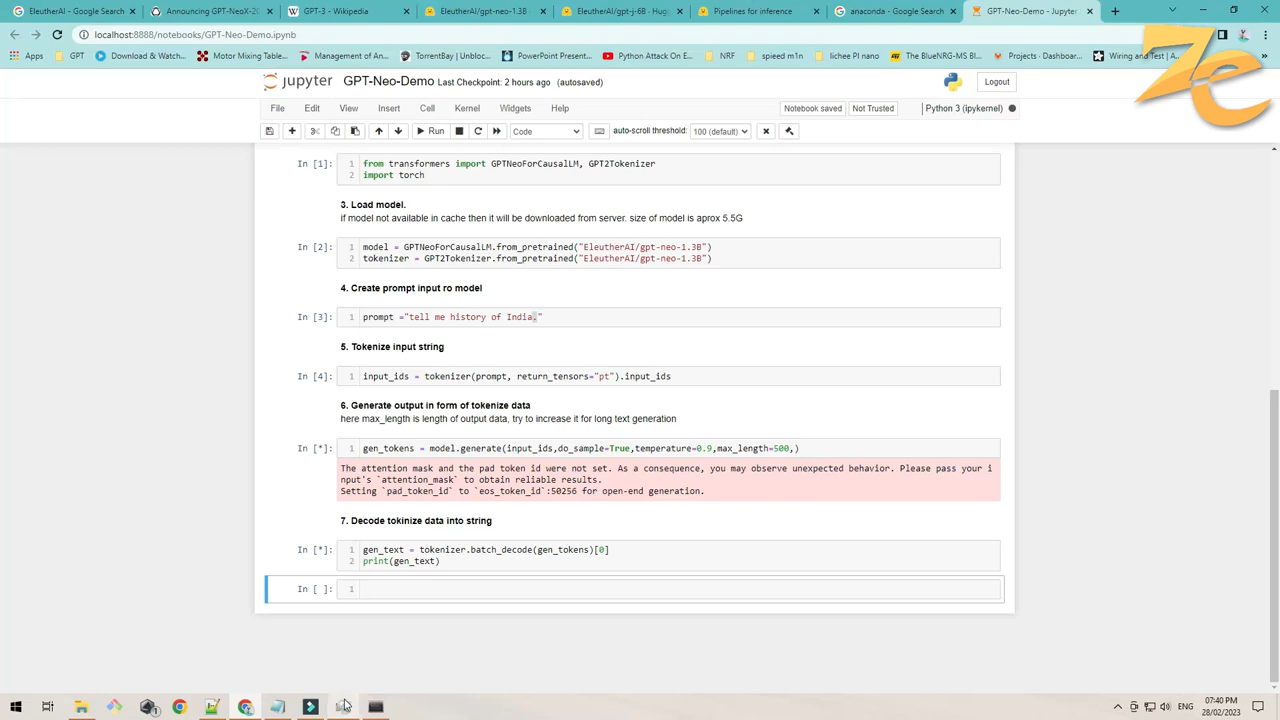 EleutherAI - Google Search
Announcing GPT-NeoX-20
GPT-3 - Wikipedia
EleutherAI/gpt-neo-1.3B
EleutherAI/gpt-j-6B · Hugg
Pipelines for inference
anaconda - Google Search
GPT-Neo-Demo - Jupyter
localhost:8888/notebooks/GPT-Neo-Demo.ipynb
Apps
GPT
Download & Watch...
Motor Mixing Table...
Management of An...
TorrentBay | Unbloc...
PowerPoint Present...
Python Attack On E...
NRF
spieed m1n
lichee PI nano
The BlueNRG-MS Bl...
Projects · Dashboard...
Wiring and Test | A...
jupyter GPT-Neo-Demo Last Checkpoint: 2 hours ago (autosaved)
Logout
File Edit View Insert Cell Kernel Widgets Help
Notebook saved
Not Trusted
Python 3 (ipykernel)
Run
Code
auto-scroll threshold:
100 (default)
In [1]:
1 from transformers import GPTNeoForCausalLM, GPT2Tokenizer
2 import torch
3. Load model.
if model not available in cache then it will be downloaded from server. size of model is aprox 5.5G
In [2]:
1 model = GPTNeoForCausalLM.from_pretrained("EleutherAI/gpt-neo-1.3B")
2 tokenizer = GPT2Tokenizer.from_pretrained("EleutherAI/gpt-neo-1.3B")
4. Create prompt input ro model
In [3]:
1 prompt ="tell me history of India."
5. Tokenize input string
In [4]:
1 input_ids = tokenizer(prompt, return_tensors="pt").input_ids
6. Generate output in form of tokenize data
here max_length is length of output data, try to increase it for long text generation
In [*]:
1 gen_tokens = model.generate(input_ids,do_sample=True,temperature=0.9,max_length=500,)
The attention mask and the pad token id were not set. As a consequence, you may observe unexpected behavior. Please pass your i
nput's `attention_mask` to obtain reliable results.
Setting `pad_token_id` to `eos_token_id`:50256 for open-end generation.
7. Decode tokinize data into string
In [*]:
1 gen_text = tokenizer.batch_decode(gen_tokens)[0]
2 print(gen_text)
In [ ]:
1
ENG
07:40 PM
28/02/2023